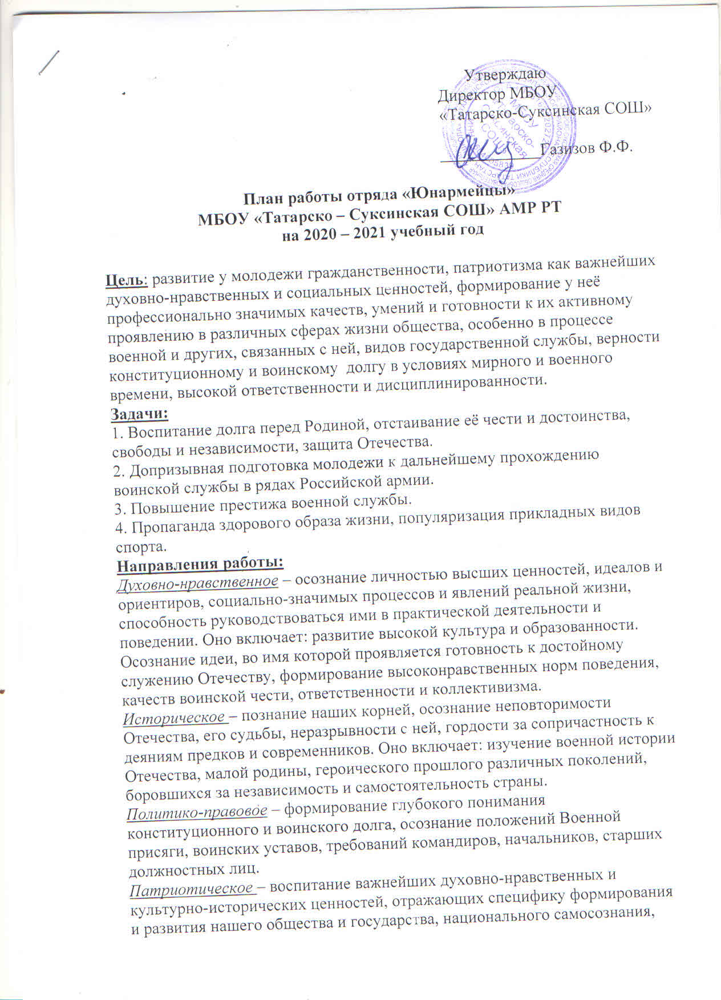 Утверждаю
Директор МБОУ
«Татарско-Суксинская СОШ»
Газизов Ф.Ф.
МБОУ
Татарско-
Суксинская
СОШ
План работы отряда «Юнармейцы»
МБОУ «Татарско – Суксинская СОШ» АМР РТ
на 2020 – 2021 учебный год
Цель: развитие у молодежи гражданственности, патриотизма как важнейших
духовно-нравственных и социальных ценностей, формирование у неё
профессионально значимых качеств, умений и готовности к их активному
проявлению в различных сферах жизни общества, особенно в процессе
военной и других, связанных с ней, видов государственной службы, верности
конституционному и воинскому долгу в условиях мирного и военного
времени, высокой ответственности и дисциплинированности.
Задачи:
1. Воспитание долга перед Родиной, отстаивание её чести и достоинства,
свободы и независимости, защита Отечества.
2. Допризывная подготовка молодежи к дальнейшему прохождению
воинской службы в рядах Российской армии.
3. Повышение престижа военной службы.
4. Пропаганда здорового образа жизни, популяризация прикладных видов
спорта.
Направления работы:
Духовно-нравственное – осознание личностью высших ценностей, идеалов и
ориентиров, социально-значимых процессов и явлений реальной жизни,
способность руководствоваться ими в практической деятельности и
поведении. Оно включает: развитие высокой культура и образованности.
Осознание идеи, во имя которой проявляется готовность к достойному
служению Отечеству, формирование высоконравственных норм поведения,
качеств воинской чести, ответственности и коллективизма.
Историческое – познание наших корней, осознание неповторимости
Отечества, его судьбы, неразрывности с ней, гордости за сопричастность к
деяниям предков и современников. Оно включает: изучение военной истории
Отечества, малой родины, героического прошлого различных поколений,
боровшихся за независимость и самостоятельность страны.
Политико-правовое – формирование глубокого понимания
конституционного и воинского долга, осознание положений Военной
присяги, воинских уставов, требований командиров, начальников, старших
должностных лиц.
Патриотическое – воспитание важнейших духовно-нравственных и
культурно-исторических ценностей, отражающих специфику формирования
и развития нашего общества и государства, национального самосознания,